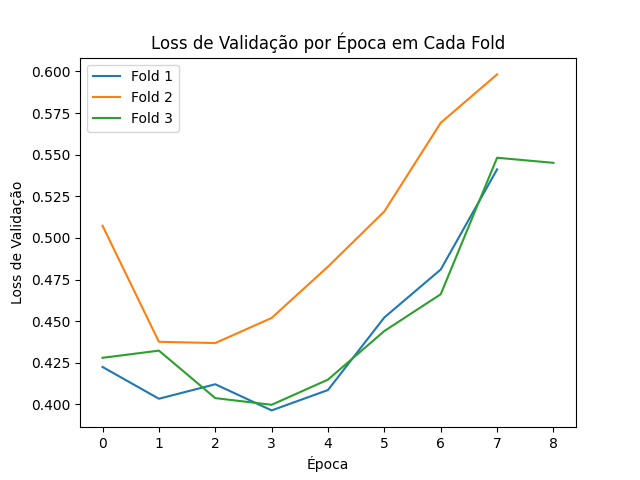 Loss de Validação por Época em Cada Fold
Fold 1
Fold 2
Fold 3
Loss de Validação
0.600
0.575
0.550
0.525
0.500
0.475
0.450
0.425
0.400
0 1 2 3 4 5 6 7 8
Época